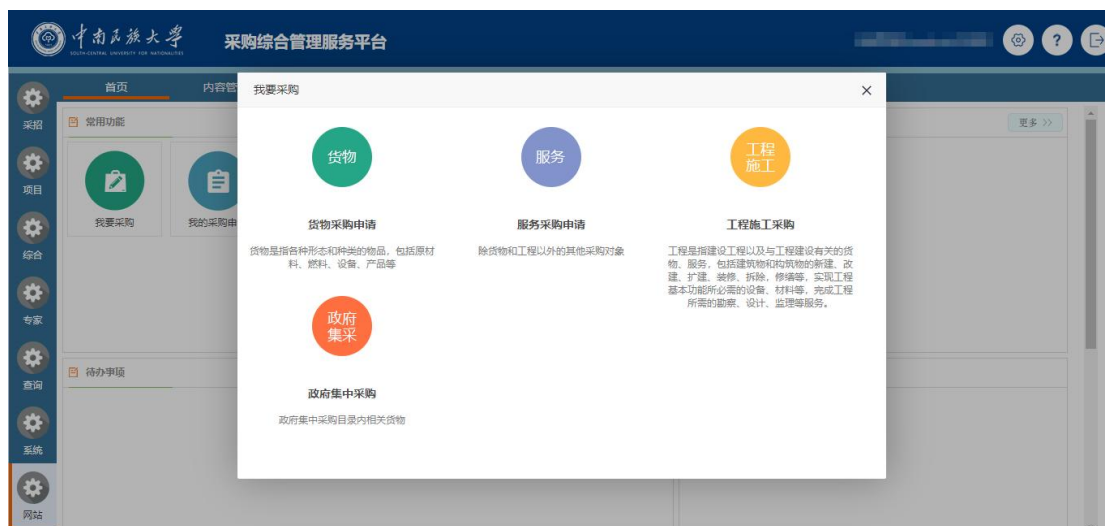 中南民族大学
SOUTH-CENTRAL UNIVERSITY FOR NATIONALITIES
采购综合管理服务平台
?
首页
内容管
采招
项目
综合
专家
查询
系统
网站
常用功能
更多 >>
我要采购
我的采购申
待办事项
我要采购
×
货物
货物采购申请
货物是指各种形态和种类的物品，包括原材
料、燃料、设备、产品等
服务
服务采购申请
除货物和工程以外的其他采购对象
工程
施工
工程施工采购
工程是指建设工程以及与工程建设有关的货
物、服务，包括建筑物和构筑物的新建、改
建、扩建、装修、拆除、修缮等，实现工程
基本功能所必需的设备、材料等，完成工程
所需的勘察、设计、监理等服务。
政府
集采
政府集中采购
政府集中采购目录内相关货物